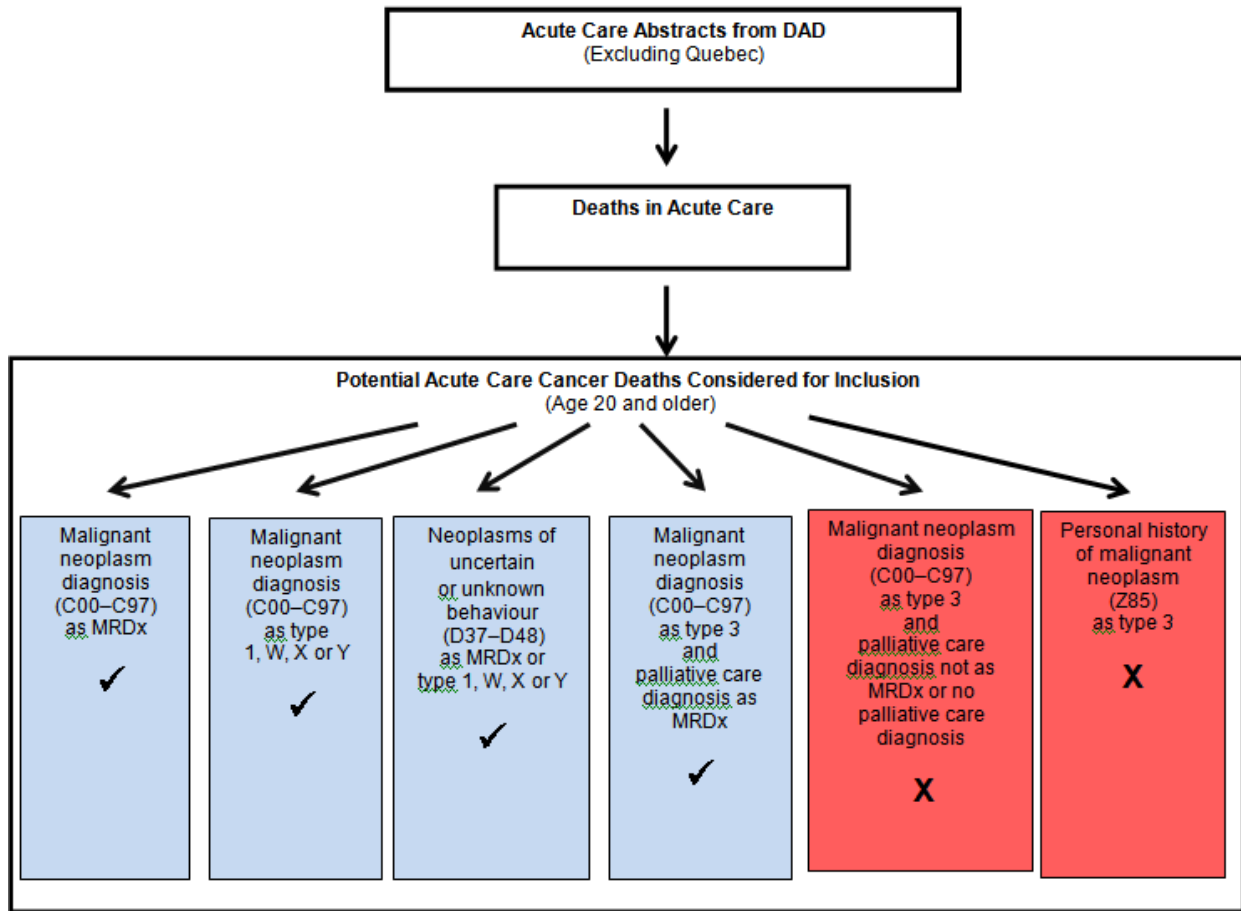 Acute Care Abstracts from DAD
(Excluding Quebec)
Deaths in Acute Care
Potential Acute Care Cancer Deaths Considered for Inclusion
(Age 20 and older)
Malignant
neoplasm
diagnosis
(C00–C97)
as MRDx
✓
Malignant
neoplasm
diagnosis
(C00–C97)
as type
1, W, X or Y
✓
Neoplasms of
uncertain
or unknown
behaviour
(D37–D48)
as MRDx or
type 1, W, X or Y
✓
Malignant
neoplasm
diagnosis
(C00–C97)
as type 3
and
palliative care
diagnosis as
MRDx
✓
Malignant neoplasm
diagnosis
(C00–C97)
as type 3
and
palliative care
diagnosis not as
MRDx or no
palliative care
diagnosis
X
Personal history
of malignant
neoplasm
(Z85)
as type 3
X